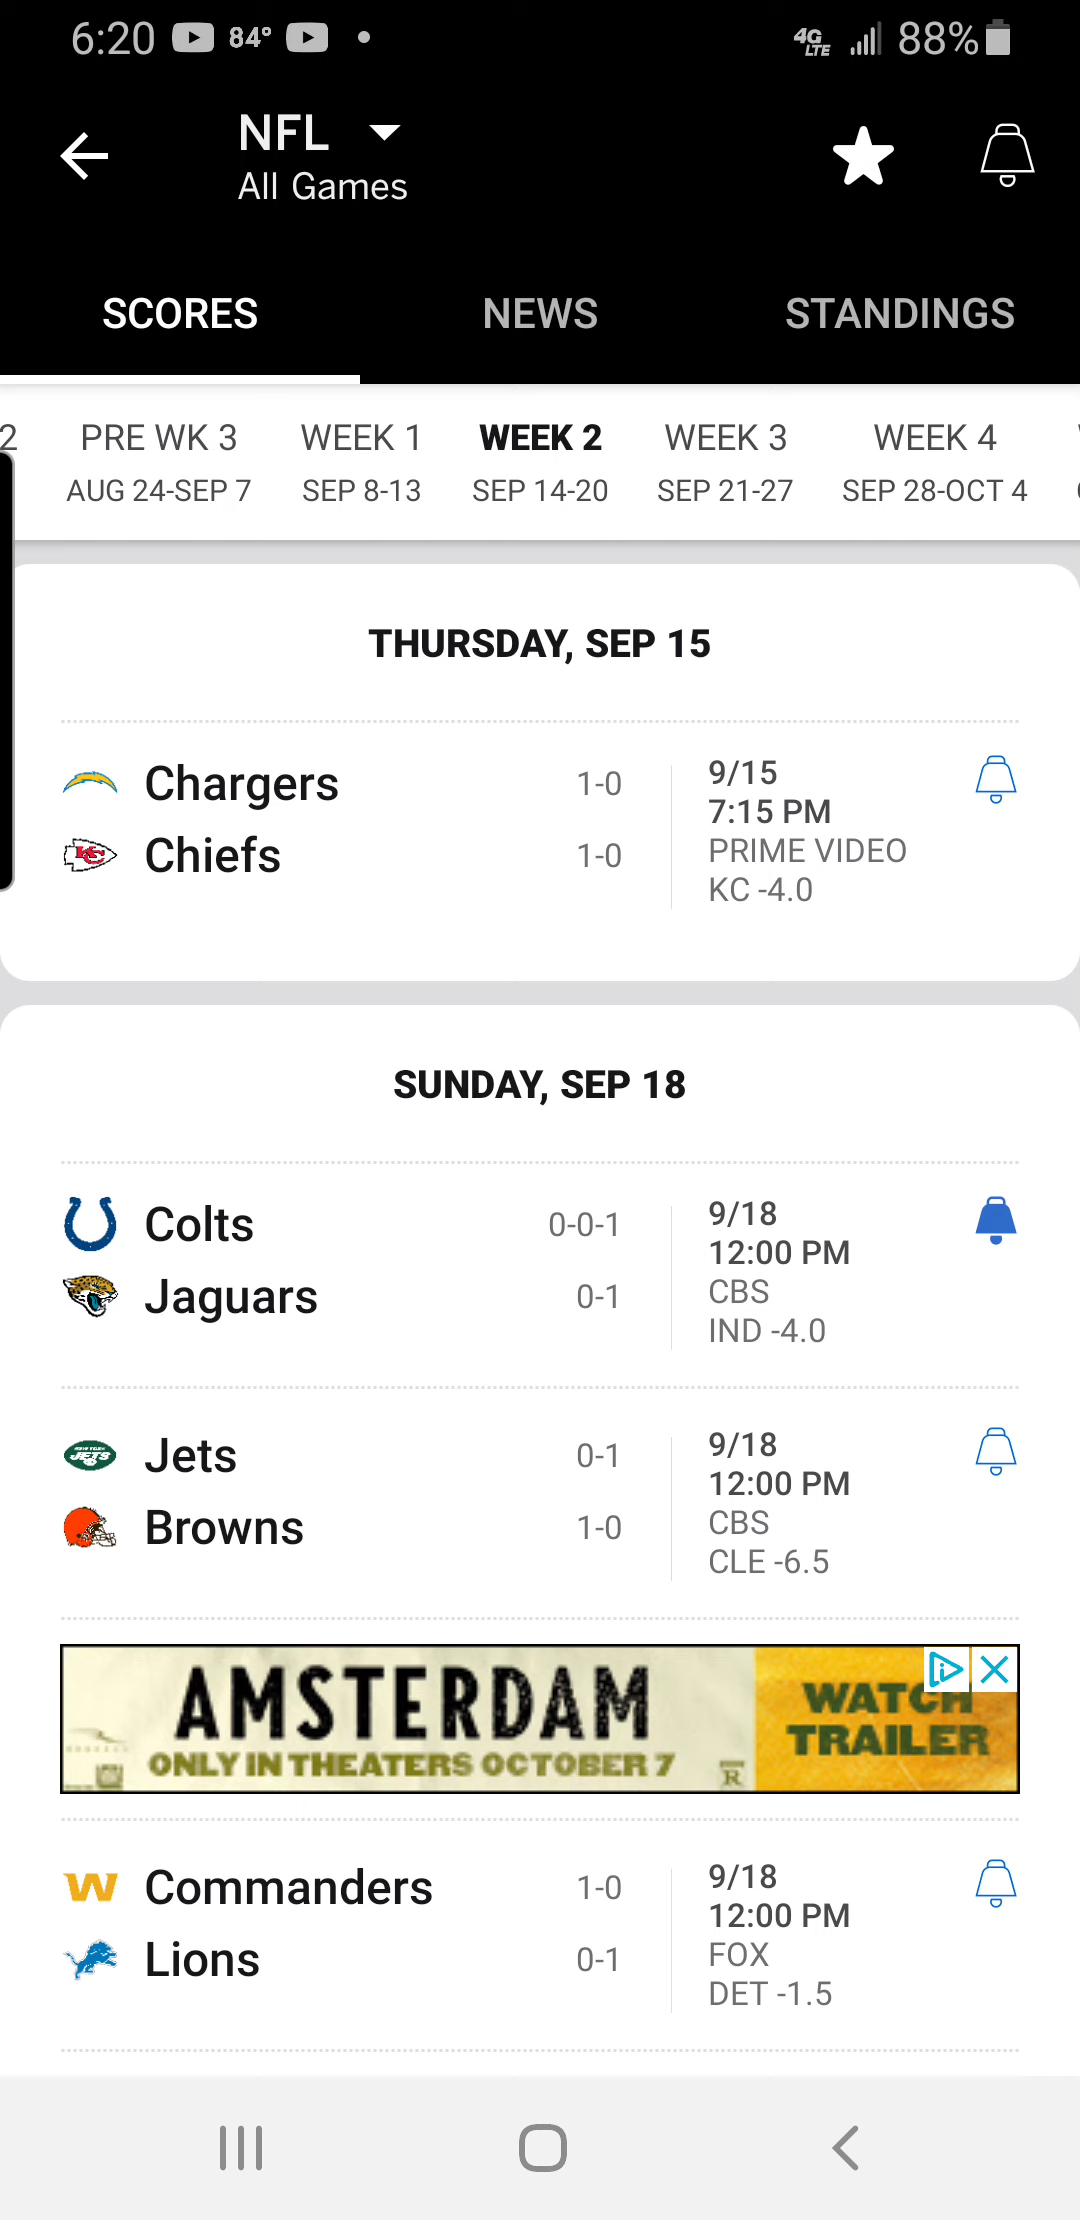 6:20 84° 4G LTE 88%
NFL
All Games
SCORES NEWS STANDINGS
2 PRE WK 3 WEEK 1 WEEK 2 WEEK 3 WEEK 4
AUG 24-SEP 7 SEP 8-13 SEP 14-20 SEP 21-27 SEP 28-OCT 4
THURSDAY, SEP 15
Chargers 1-0
Chiefs 1-0
9/15
7:15 PM
PRIME VIDEO
KC -4.0
SUNDAY, SEP 18
Colts 0-0-1
Jaguars 0-1
9/18
12:00 PM
CBS
IND -4.0
Jets 0-1
Browns 1-0
9/18
12:00 PM
CBS
CLE -6.5
AMSTERDAM
ONLY IN THEATERS OCTOBER 7
R
WATCH
TRAILER
Commanders 1-0
Lions 0-1
9/18
12:00 PM
FOX
DET -1.5